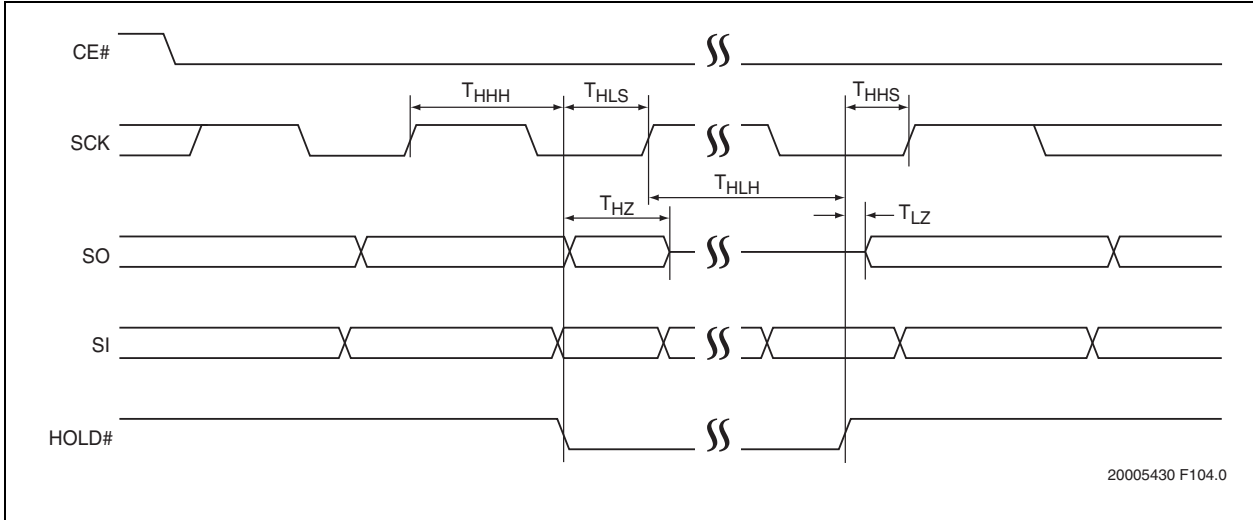 CE#
T_HHH T_HLS T_HHS
SCK
T_HLH
T_HZ T_LZ
SO
SI
HOLD#
20005430 F104.0